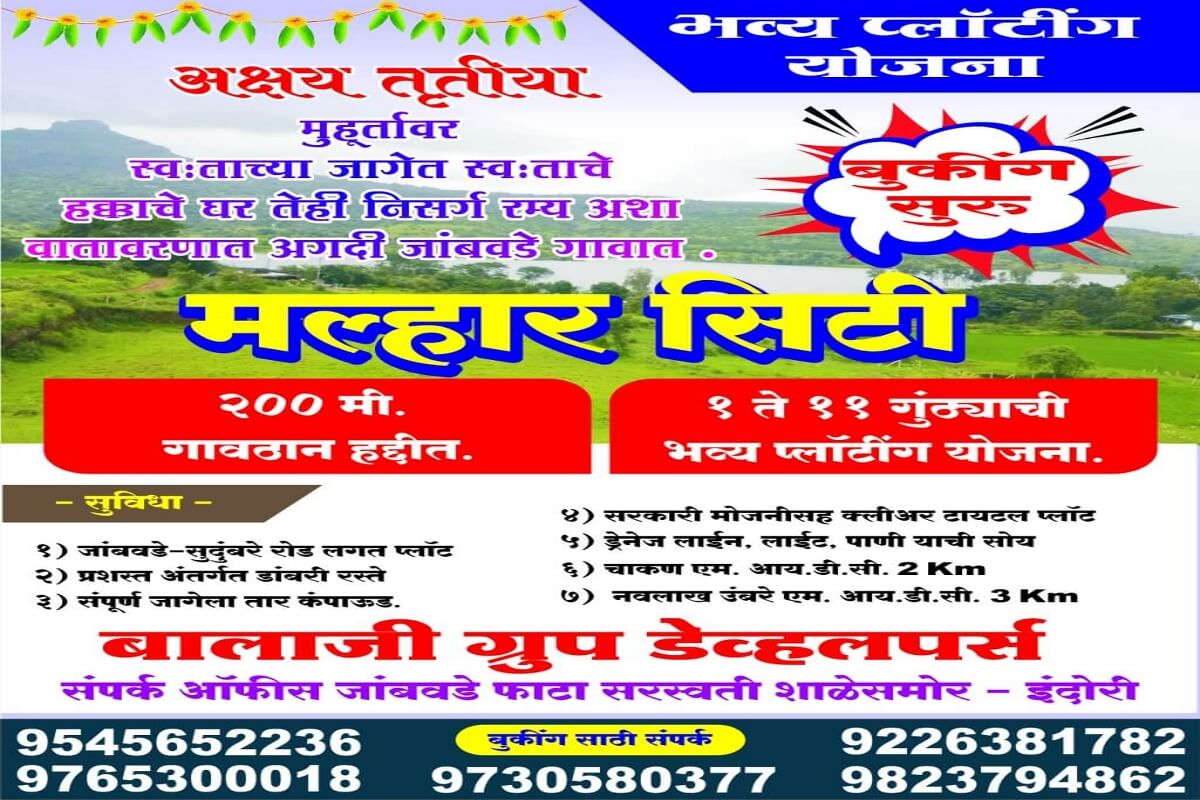 भव्य प्लॉटींग
योजना
अक्षय तृतीया
मुहूर्तावर
स्व:ताच्या जागेत स्व:ताचे
हक्काचे घर तेही निसर्ग रम्य अशा
वातावरणात अगदी जांबवडे गावात .
बुकींग
सुरु
मल्हार सिटी
२०० मी.
गावठान हद्दीत.
१ ते ११ गुंठ्याची
भव्य प्लॉटींग योजना.
- सुविधा -
१) जांबवडे-सुदुंबरे रोड लगत प्लॉट
२) प्रशस्त अंतर्गत डांबरी रस्ते
३) संपूर्ण जागेला तार कंपाऊड.
४) सरकारी मोजनीसह क्लीअर टायटल प्लॉट
५) ड्रेनेज लाईन, लाईट, पाणी याची सोय
६) चाकण एम. आय.डी.सी. 2 Km
७) नवलाख उंबरे एम. आय.डी.सी. 3 Km
बालाजी ग्रुप डेव्हलपर्स
संपर्क ऑफीस जांबवडे फाटा सरस्वती शाळेसमोर - इंदोरी
9545652236
9765300018
बुकींग साठी संपर्क
9730580377
9226381782
9823794862